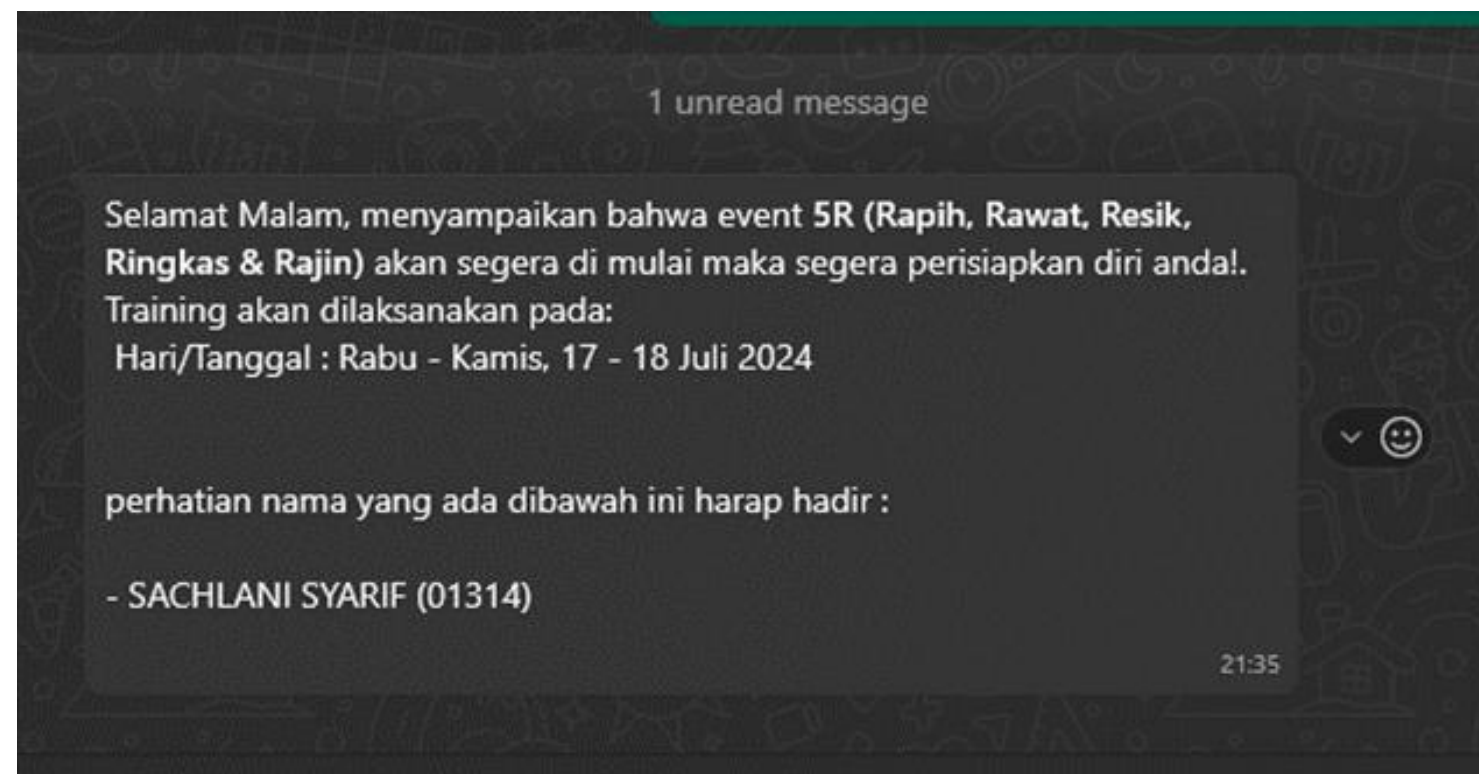 1 unread message
Selamat Malam, menyampaikan bahwa event 5R (Rapih, Rawat, Resik,
Ringkas & Rajin) akan segera di mulai maka segera perisiapkan diri anda!.
Training akan dilaksanakan pada:
Hari/Tanggal : Rabu - Kamis, 17 - 18 Juli 2024
perhatian nama yang ada dibawah ini harap hadir :
- SACHLANI SYARIF (01314)
21:35